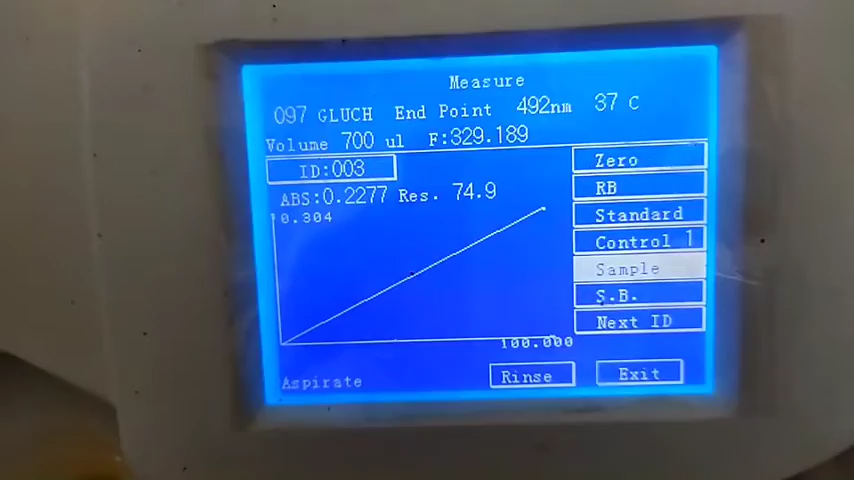 Measure
097 GLUCH End Point 492nm 37 C
Volume 700 ul F:329.189
ID:003
ABS:0.2277 Res. 74.9
0.304
100.000
Zero
RB
Standard
Control 1
Sample
S.B.
Next ID
Aspirate
Rinse
Exit